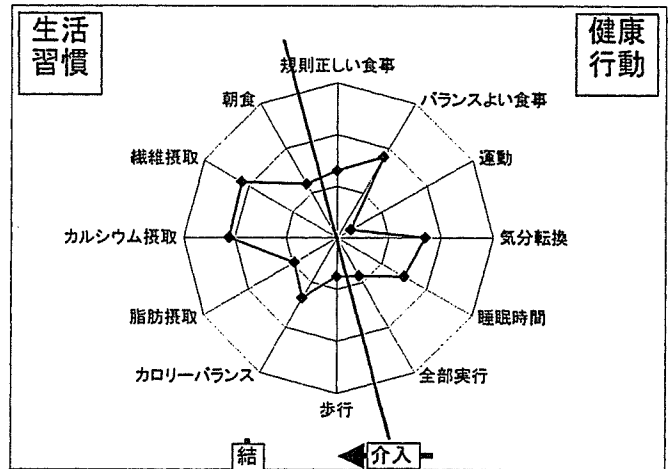 生活
習慣
健康
行動
規則正しい食事
朝食
バランスよい食事
繊維摂取
運動
カルシウム摂取
気分転換
脂肪摂取
睡眠時間
カロリーバランス
全部実行
歩行
結
介入